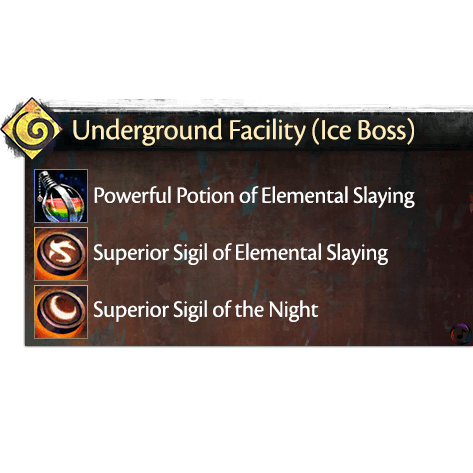 Underground Facility (Ice Boss)
Powerful Potion of Elemental Slaying
Superior Sigil of Elemental Slaying
Superior Sigil of the Night